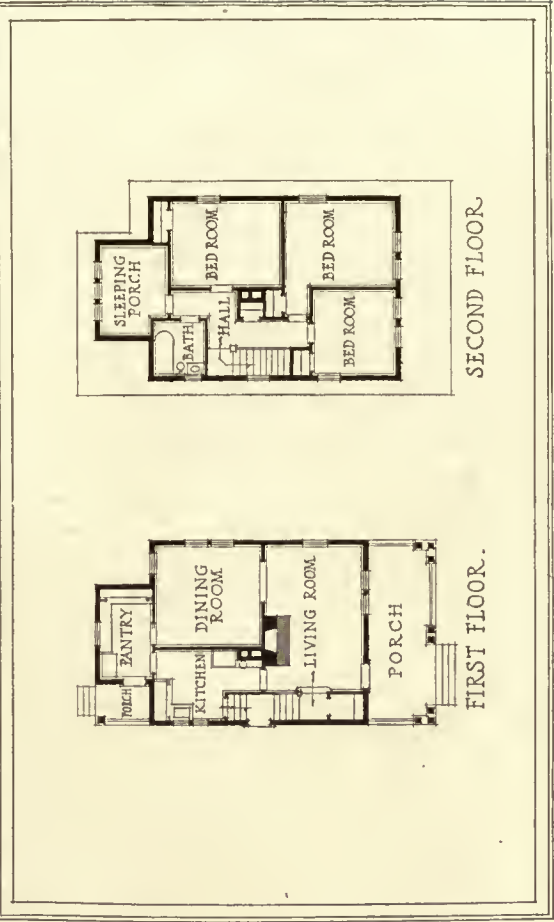 SLEEPING
PORCH
BED ROOM
BED ROOM
BATH
HALL
BED ROOM
SECOND FLOOR
PANTRY
PORCH
DINING
ROOM
KITCHEN
LIVING ROOM
PORCH
FIRST FLOOR.